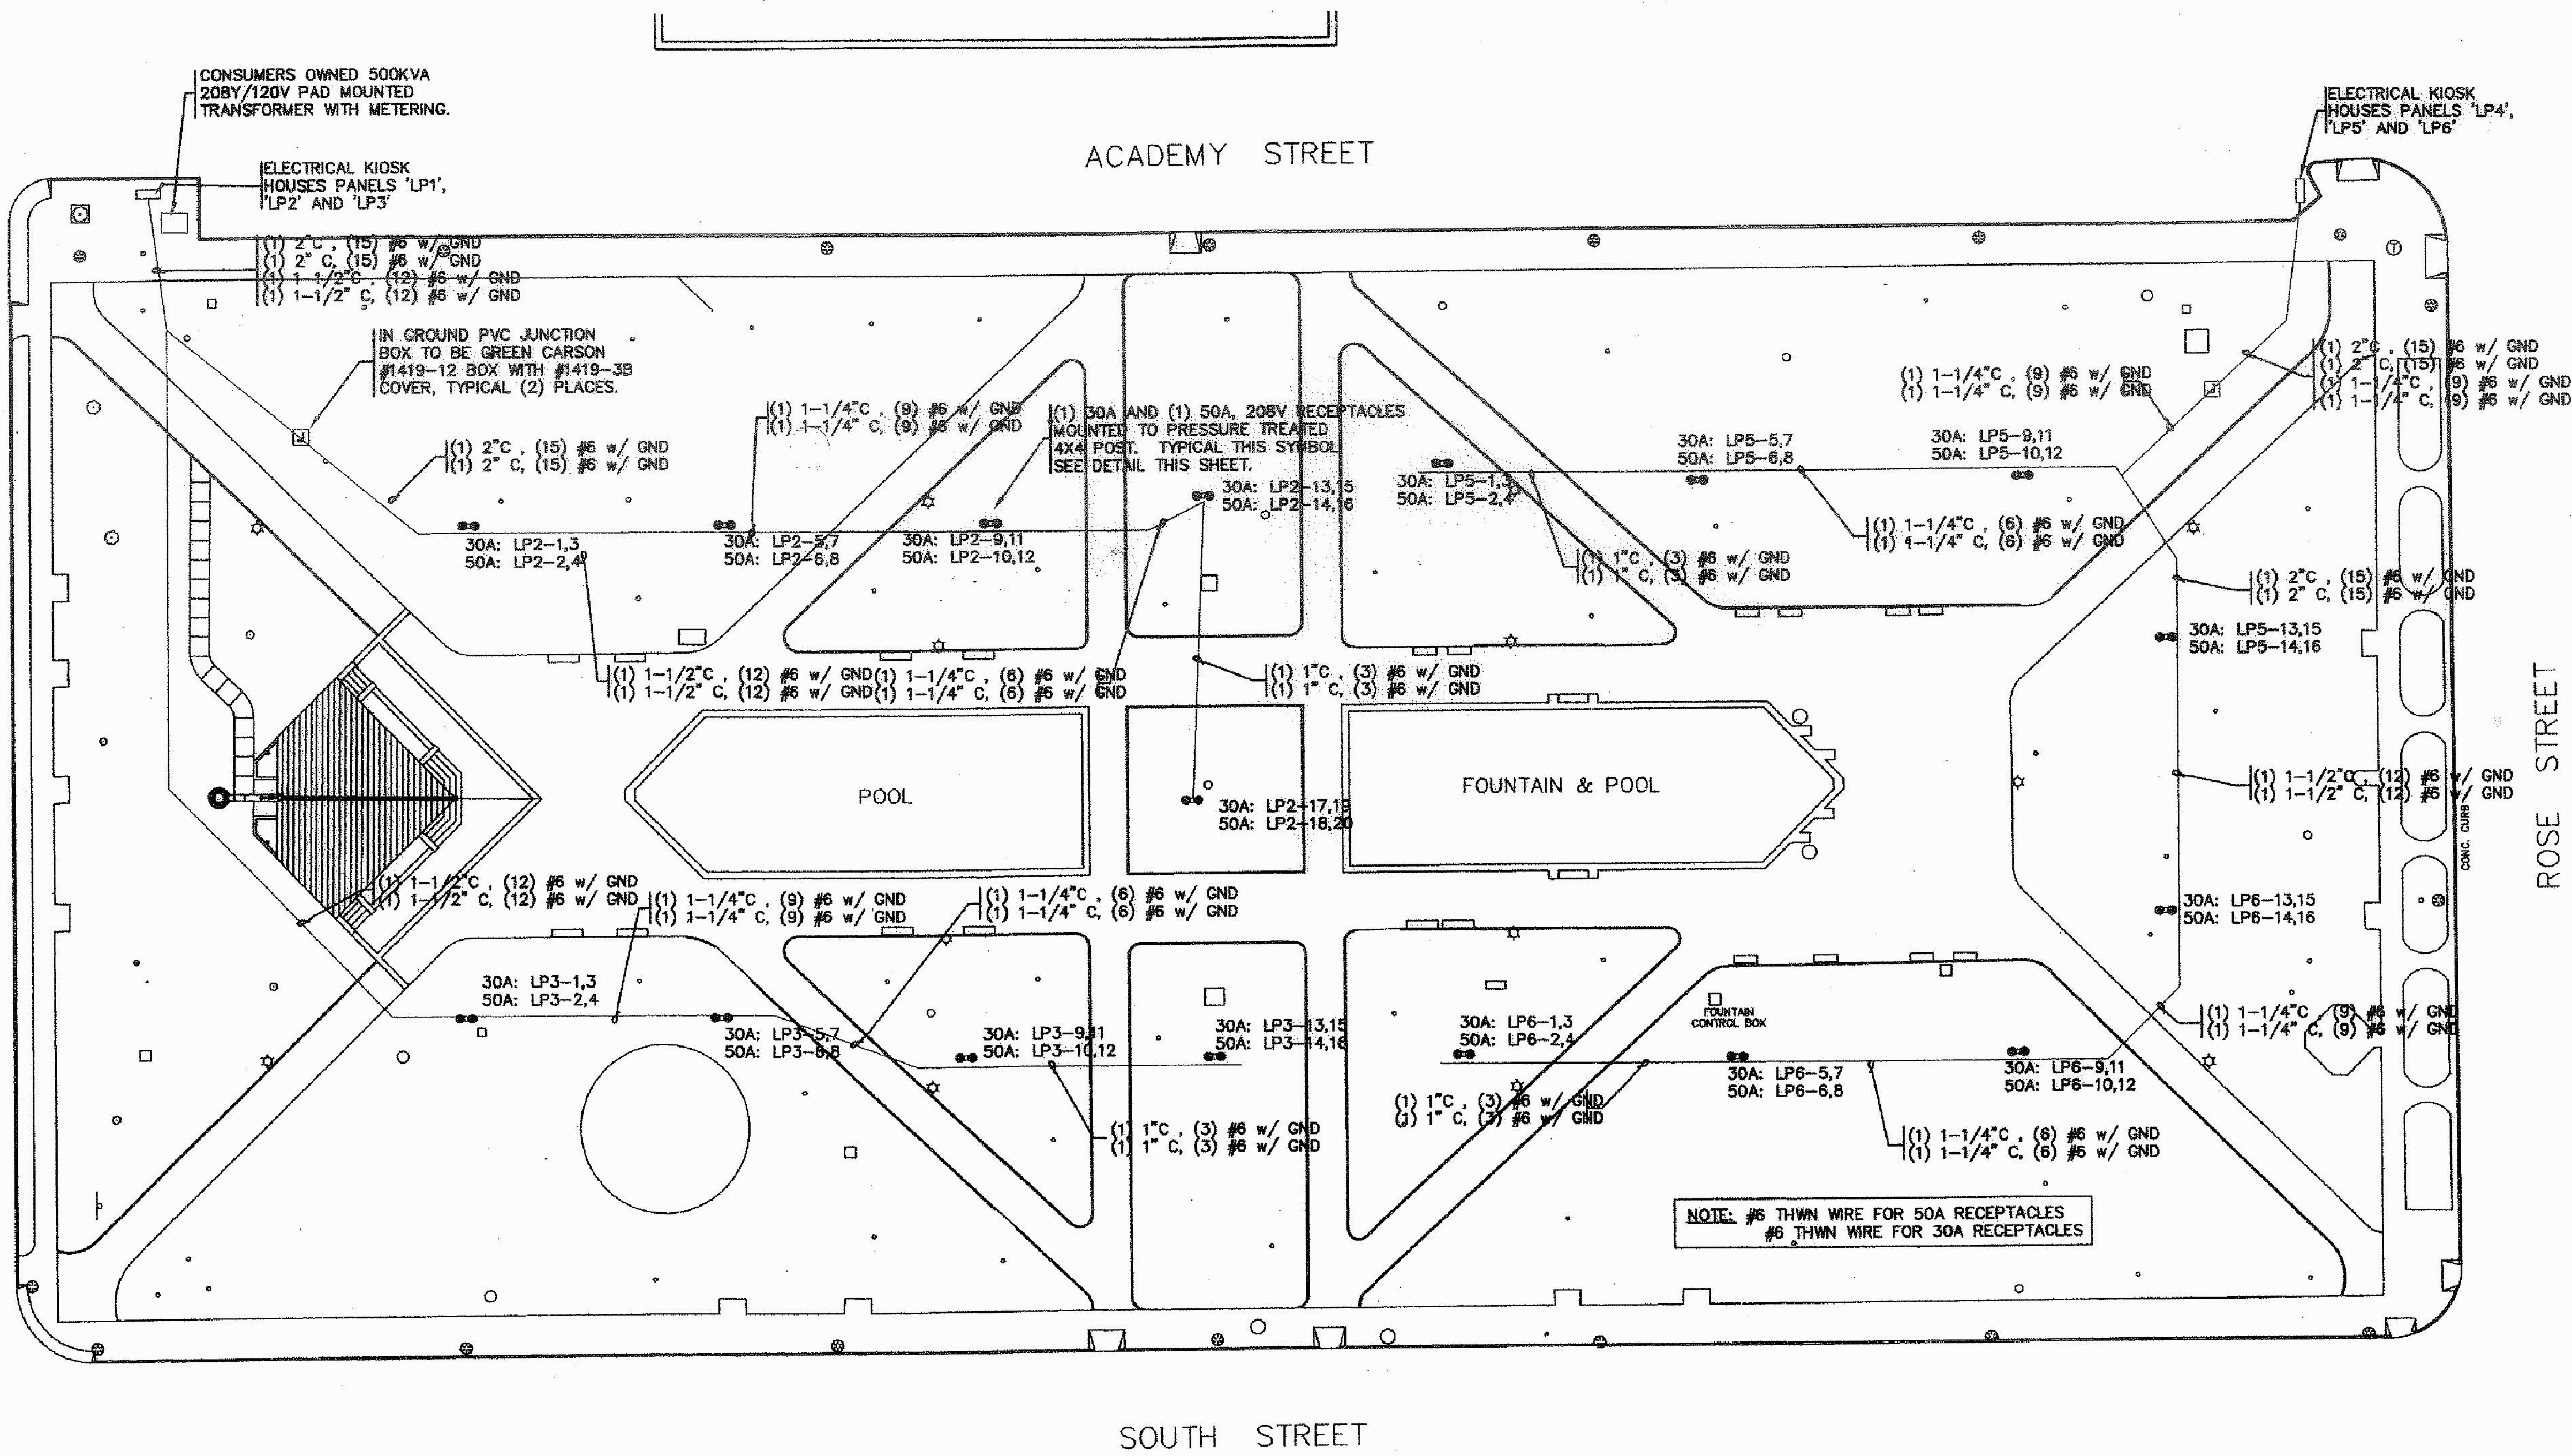 CONSUMERS OWNED 500KVA
208Y/120V PAD MOUNTED
TRANSFORMER WITH METERING.
ELECTRICAL KIOSK
HOUSES PANELS 'LP4',
'LP5' AND 'LP6'
ACADEMY STREET
ELECTRICAL KIOSK
HOUSES PANELS 'LP1',
'LP2' AND 'LP3'
(1) 2"C , (15) #6 w/ GND
(1) 2" C, (15) #6 w/ GND
(1) 1-1/2"C , (12) #6 w/ GND
(1) 1-1/2" C, (12) #6 w/ GND
T
IN GROUND PVC JUNCTION
BOX TO BE GREEN CARSON
#1419-12 BOX WITH #1419-3B
COVER, TYPICAL (2) PLACES.
J
(1) 2"C , (15) #6 w/ GND
(1) 2" C, (15) #6 w/ GND
(1) 1-1/4"C , (9) #6 w/ GND
(1) 1-1/4" C, (9) #6 w/ GND
(1) 1-1/4"C , (9) #6 w/ GND
(1) 1-1/4" C, (9) #6 w/ GND
J
(1) 1-1/4"C , (9) #6 w/ GND
(1) 1-1/4" C, (9) #6 w/ GND
(1) 30A AND (1) 50A, 208V RECEPTACLES
MOUNTED TO PRESSURE TREATED
4X4 POST. TYPICAL THIS SYMBOL
SEE DETAIL THIS SHEET.
(1) 2"C , (15) #6 w/ GND
(1) 2" C, (15) #6 w/ GND
30A: LP5-5,7
50A: LP5-6,8
30A: LP5-9,11
50A: LP5-10,12
30A: LP2-13,15
50A: LP2-14,16
30A: LP5-1,3
50A: LP5-2,4
30A: LP2-1,3
50A: LP2-2,4
30A: LP2-5,7
50A: LP2-6,8
30A: LP2-9,11
50A: LP2-10,12
(1) 1"C , (3) #6 w/ GND
(1) 1" C, (3) #6 w/ GND
(1) 1-1/4"C , (6) #6 w/ GND
(1) 1-1/4" C, (6) #6 w/ GND
(1) 2"C , (15) #6 w/ GND
(1) 2" C, (15) #6 w/ GND
30A: LP5-13,15
50A: LP5-14,16
(1) 1-1/2"C , (12) #6 w/ GND
(1) 1-1/2" C, (12) #6 w/ GND
(1) 1-1/4"C , (6) #6 w/ GND
(1) 1-1/4" C, (6) #6 w/ GND
(1) 1"C , (3) #6 w/ GND
(1) 1" C, (3) #6 w/ GND
POOL
FOUNTAIN & POOL
30A: LP2-17,19
50A: LP2-18,20
(1) 1-1/2"C, (12) #6 w/ GND
(1) 1-1/2" C, (12) #6 w/ GND
CONC. CURB
ROSE STREET
(1) 1-1/2"C , (12) #6 w/ GND
(1) 1-1/2" C, (12) #6 w/ GND
(1) 1-1/4"C , (9) #6 w/ GND
(1) 1-1/4" C, (9) #6 w/ GND
(1) 1-1/4"C , (6) #6 w/ GND
(1) 1-1/4" C, (6) #6 w/ GND
30A: LP6-13,15
50A: LP6-14,16
30A: LP3-1,3
50A: LP3-2,4
30A: LP3-5,7
50A: LP3-6,8
30A: LP3-9,11
50A: LP3-10,12
30A: LP3-13,15
50A: LP3-14,16
30A: LP6-1,3
50A: LP6-2,4
FOUNTAIN
CONTROL BOX
(1) 1-1/4"C , (9) #6 w/ GND
(1) 1-1/4" C, (9) #6 w/ GND
30A: LP6-5,7
50A: LP6-6,8
30A: LP6-9,11
50A: LP6-10,12
(1) 1"C , (3) #6 w/ GND
(1) 1" C, (3) #6 w/ GND
(1) 1"C , (3) #6 w/ GND
(1) 1" C, (3) #6 w/ GND
(1) 1-1/4"C , (6) #6 w/ GND
(1) 1-1/4" C, (6) #6 w/ GND
NOTE: #6 THWN WIRE FOR 50A RECEPTACLES
#6 THWN WIRE FOR 30A RECEPTACLES
SOUTH STREET